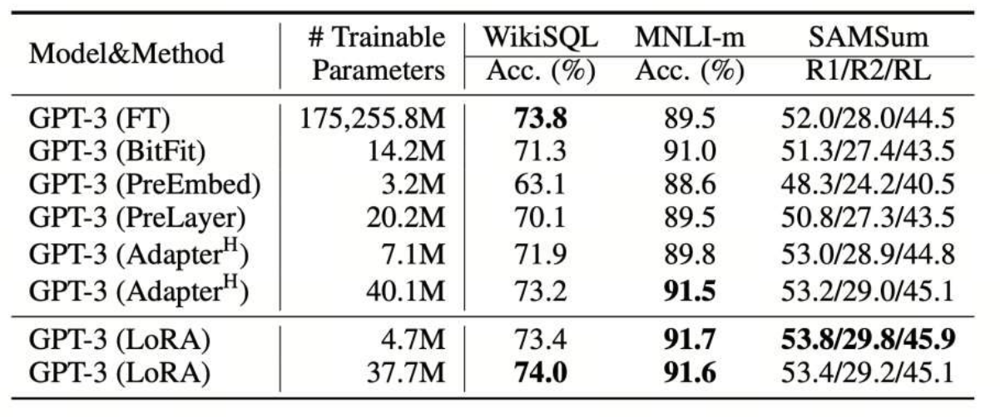 Model&Method # Trainable Parameters WikiSQL MNLI-m SAMSum
Acc. (%) Acc. (%) R1/R2/RL
GPT-3 (FT) 175,255.8M 73.8 89.5 52.0/28.0/44.5
GPT-3 (BitFit) 14.2M 71.3 91.0 51.3/27.4/43.5
GPT-3 (PreEmbed) 3.2M 63.1 88.6 48.3/24.2/40.5
GPT-3 (PreLayer) 20.2M 70.1 89.5 50.8/27.3/43.5
GPT-3 (Adapterᴴ) 7.1M 71.9 89.8 53.0/28.9/44.8
GPT-3 (Adapterᴴ) 40.1M 73.2 91.5 53.2/29.0/45.1
GPT-3 (LoRA) 4.7M 73.4 91.7 53.8/29.8/45.9
GPT-3 (LoRA) 37.7M 74.0 91.6 53.4/29.2/45.1